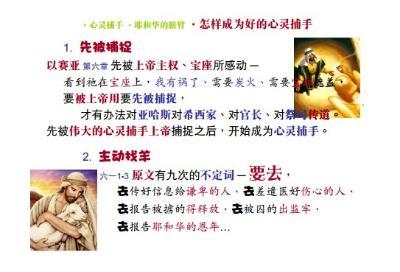 ·心灵捕手 ·耶和华的膀臂 ·怎样成为好的心灵捕手
1. 先被捕捉
以赛亚 第六章 先被上帝主权、宝座所感动－
看到祂在宝座上，我有祸了、需要炭火、需要
要被上帝用要先被捕捉，
才有办法对亚哈斯对希西家、对官长、对祭司传道。
先被伟大的心灵捕手上帝捕捉之后，开始成为心灵捕手。
2. 主动找羊
六一1-3 原文有九次的不定词－要去，
去传好信息给谦卑的人、去差遣医好伤心的人、
去报告被掳的得释放、去被囚的出监牢、
去报告耶和华的恩年...